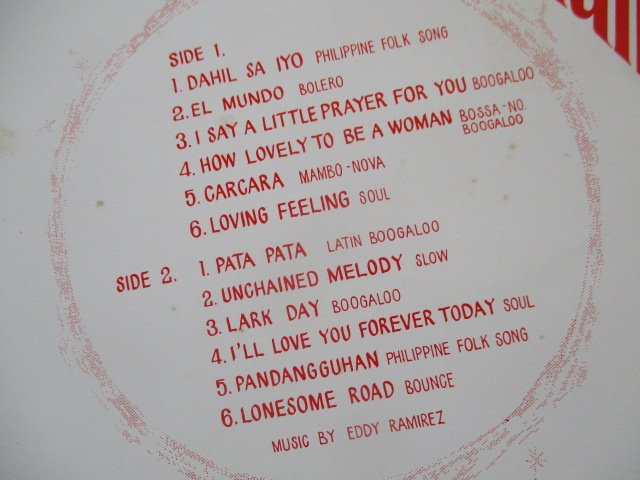 SIDE 1.
1. DAHIL SA IYO PHILIPPINE FOLK SONG
2. EL MUNDO BOLERO
3. I SAY A LITTLE PRAYER FOR YOU BOOGALOO
4. HOW LOVELY TO BE A WOMAN BOSSA-NO BOOGALOO
5. CARCARA MAMBO-NOVA
6. LOVING FEELING SOUL
SIDE 2. 1. PATA PATA LATIN BOOGALOO
2. UNCHAINED MELODY SLOW
3. LARK DAY BOOGALOO
4. I'LL LOVE YOU FOREVER TODAY SOUL
5. PANDANGGUHAN PHILIPPINE FOLK SONG
6. LONESOME ROAD BOUNCE
MUSIC BY EDDY RAMIREZ